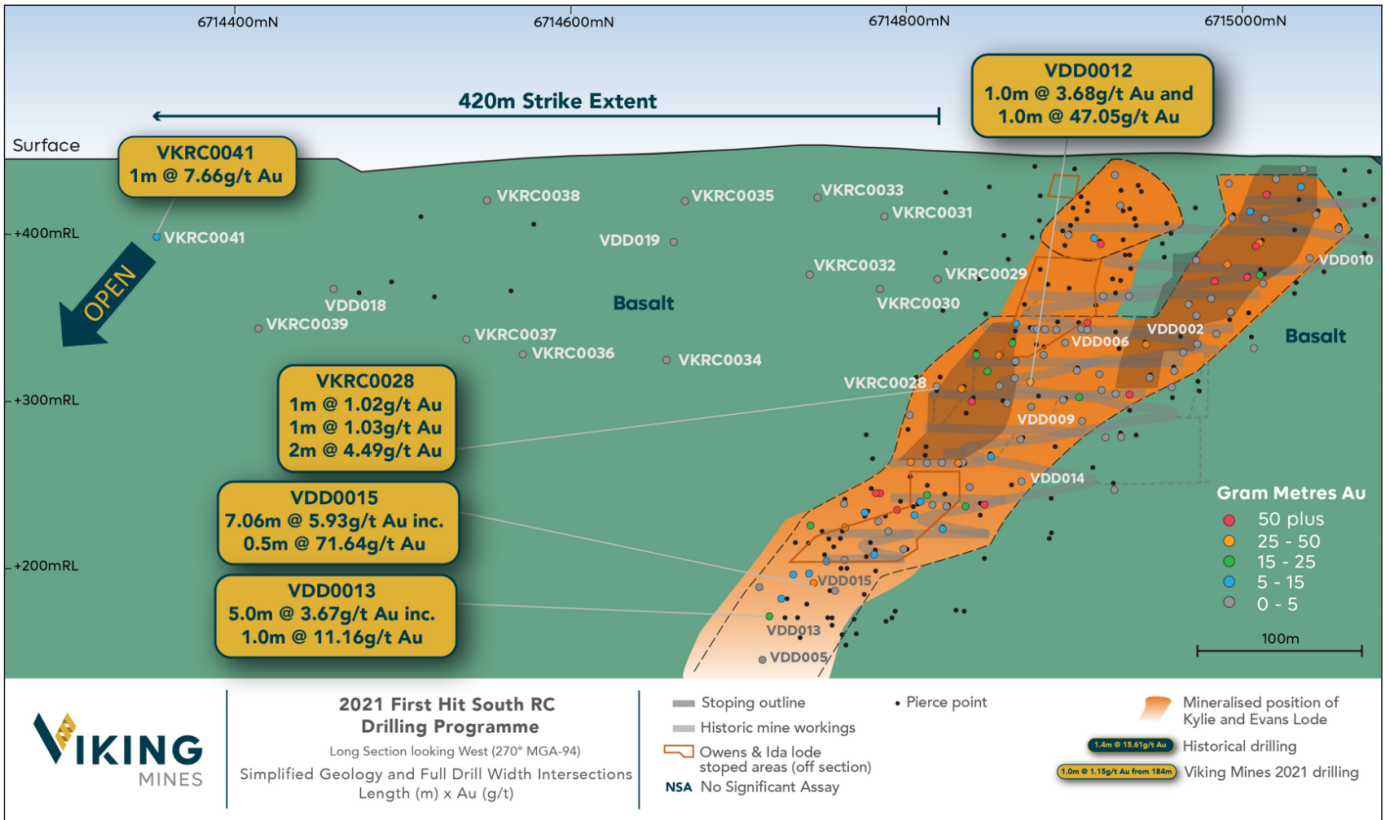 6714400mN
6714600mN
6714800mN
6715000mN
VDD0012
1.0m @ 3.68g/t Au and
1.0m @ 47.05g/t Au
420m Strike Extent
Surface
VKRC0041
1m @ 7.66g/t Au
VKRC0038
VKRC0035
VKRC0033
VKRC0031
+400mRL
VKRC0041
VDD019
VDD010
OPEN
VKRC0032
VKRC0029
VDD018
Basalt
VKRC0030
VKRC0039
VKRC0037
VDD002
Basalt
VKRC0036
VKRC0034
VDD006
VKRC0028
1m @ 1.02g/t Au
1m @ 1.03g/t Au
2m @ 4.49g/t Au
VKRC0028
+300mRL
VDD009
VDD014
VDD0015
7.06m @ 5.93g/t Au inc.
0.5m @ 71.64g/t Au
Gram Metres Au
50 plus
25 - 50
15 - 25
5 - 15
0 - 5
+200mRL
VDD015
VDD0013
5.0m @ 3.67g/t Au inc.
1.0m @ 11.16g/t Au
VDD013
VDD005
100m
VIKING
MINES
2021 First Hit South RC
Drilling Programme
Long Section looking West (270° MGA-94)
Simplified Geology and Full Drill Width Intersections
Length (m) x Au (g/t)
Stoping outline
Historic mine workings
Owens & Ida lode
stoped areas (off section)
NSA No Significant Assay
Pierce point
Mineralised position of
Kylie and Evans Lode
1.4m @ 15.61g/t Au
Historical drilling
1.0m @ 1.15g/t Au from 184m
Viking Mines 2021 drilling